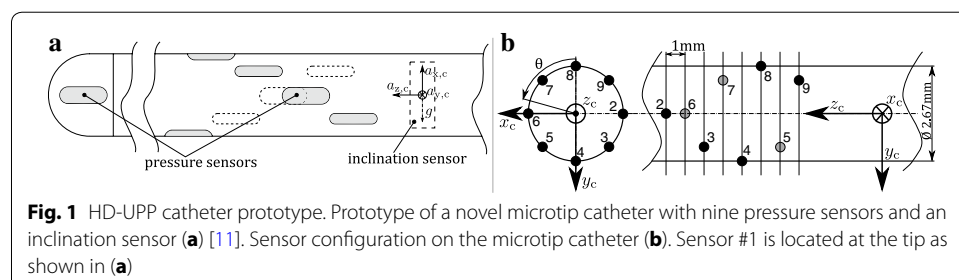 a
b
a_x,c
a_z,c
a_y,c
g
pressure sensors
inclination sensor
θ
8
7
9
z_c
x_c
6
2
5
3
4
y_c
1mm
8
7
9
2
6
3
5
4
z_c
x_c
y_c
Ø 2,67mm
Fig. 1 HD-UPP catheter prototype. Prototype of a novel microtip catheter with nine pressure sensors and an
inclination sensor (a) [11]. Sensor configuration on the microtip catheter (b). Sensor #1 is located at the tip as
shown in (a)